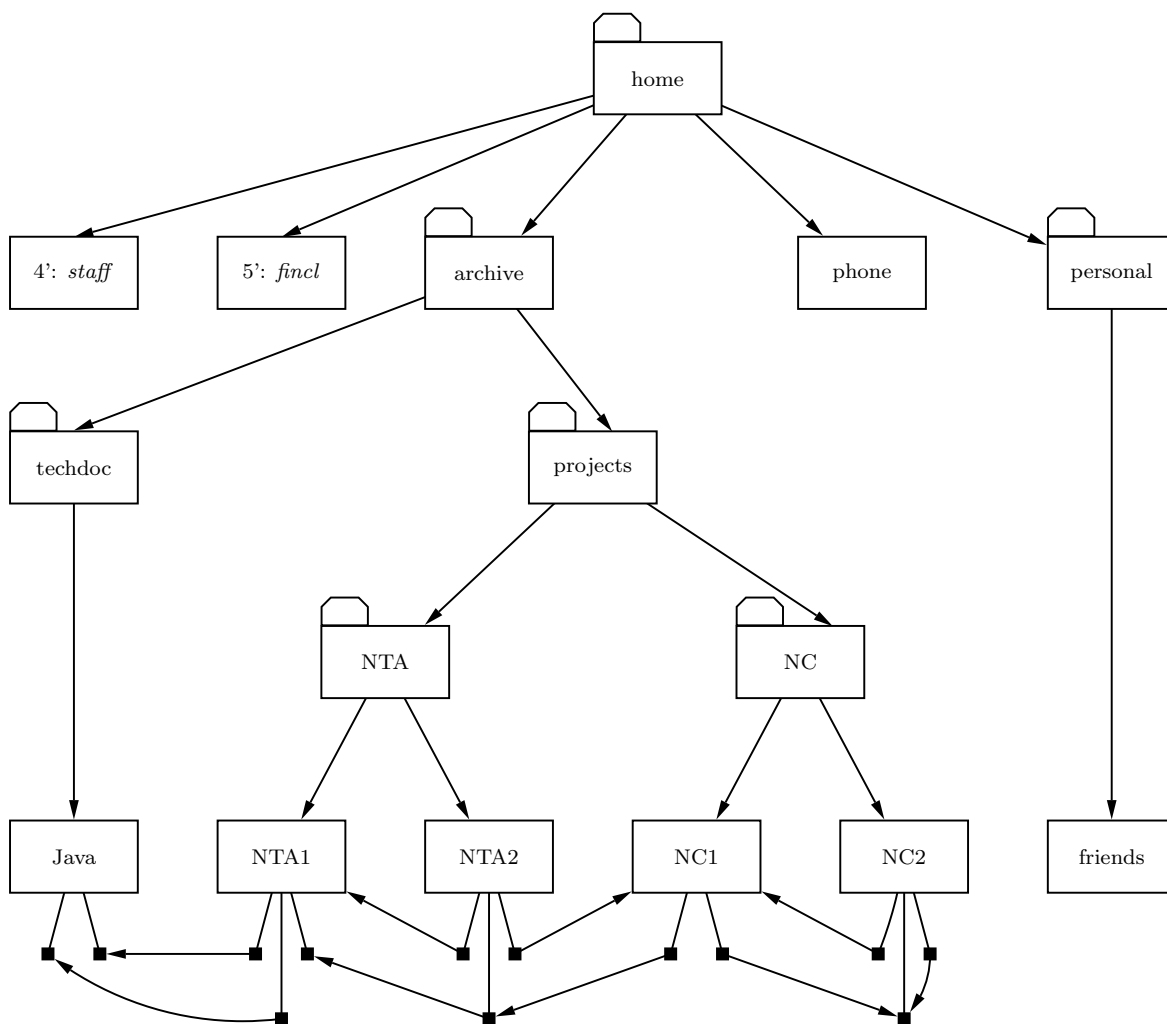 home
4’: staff
5’: fincl
archive
phone
personal
techdoc
projects
NTA
NC
Java
NTA1
NTA2
NC1
NC2
friends